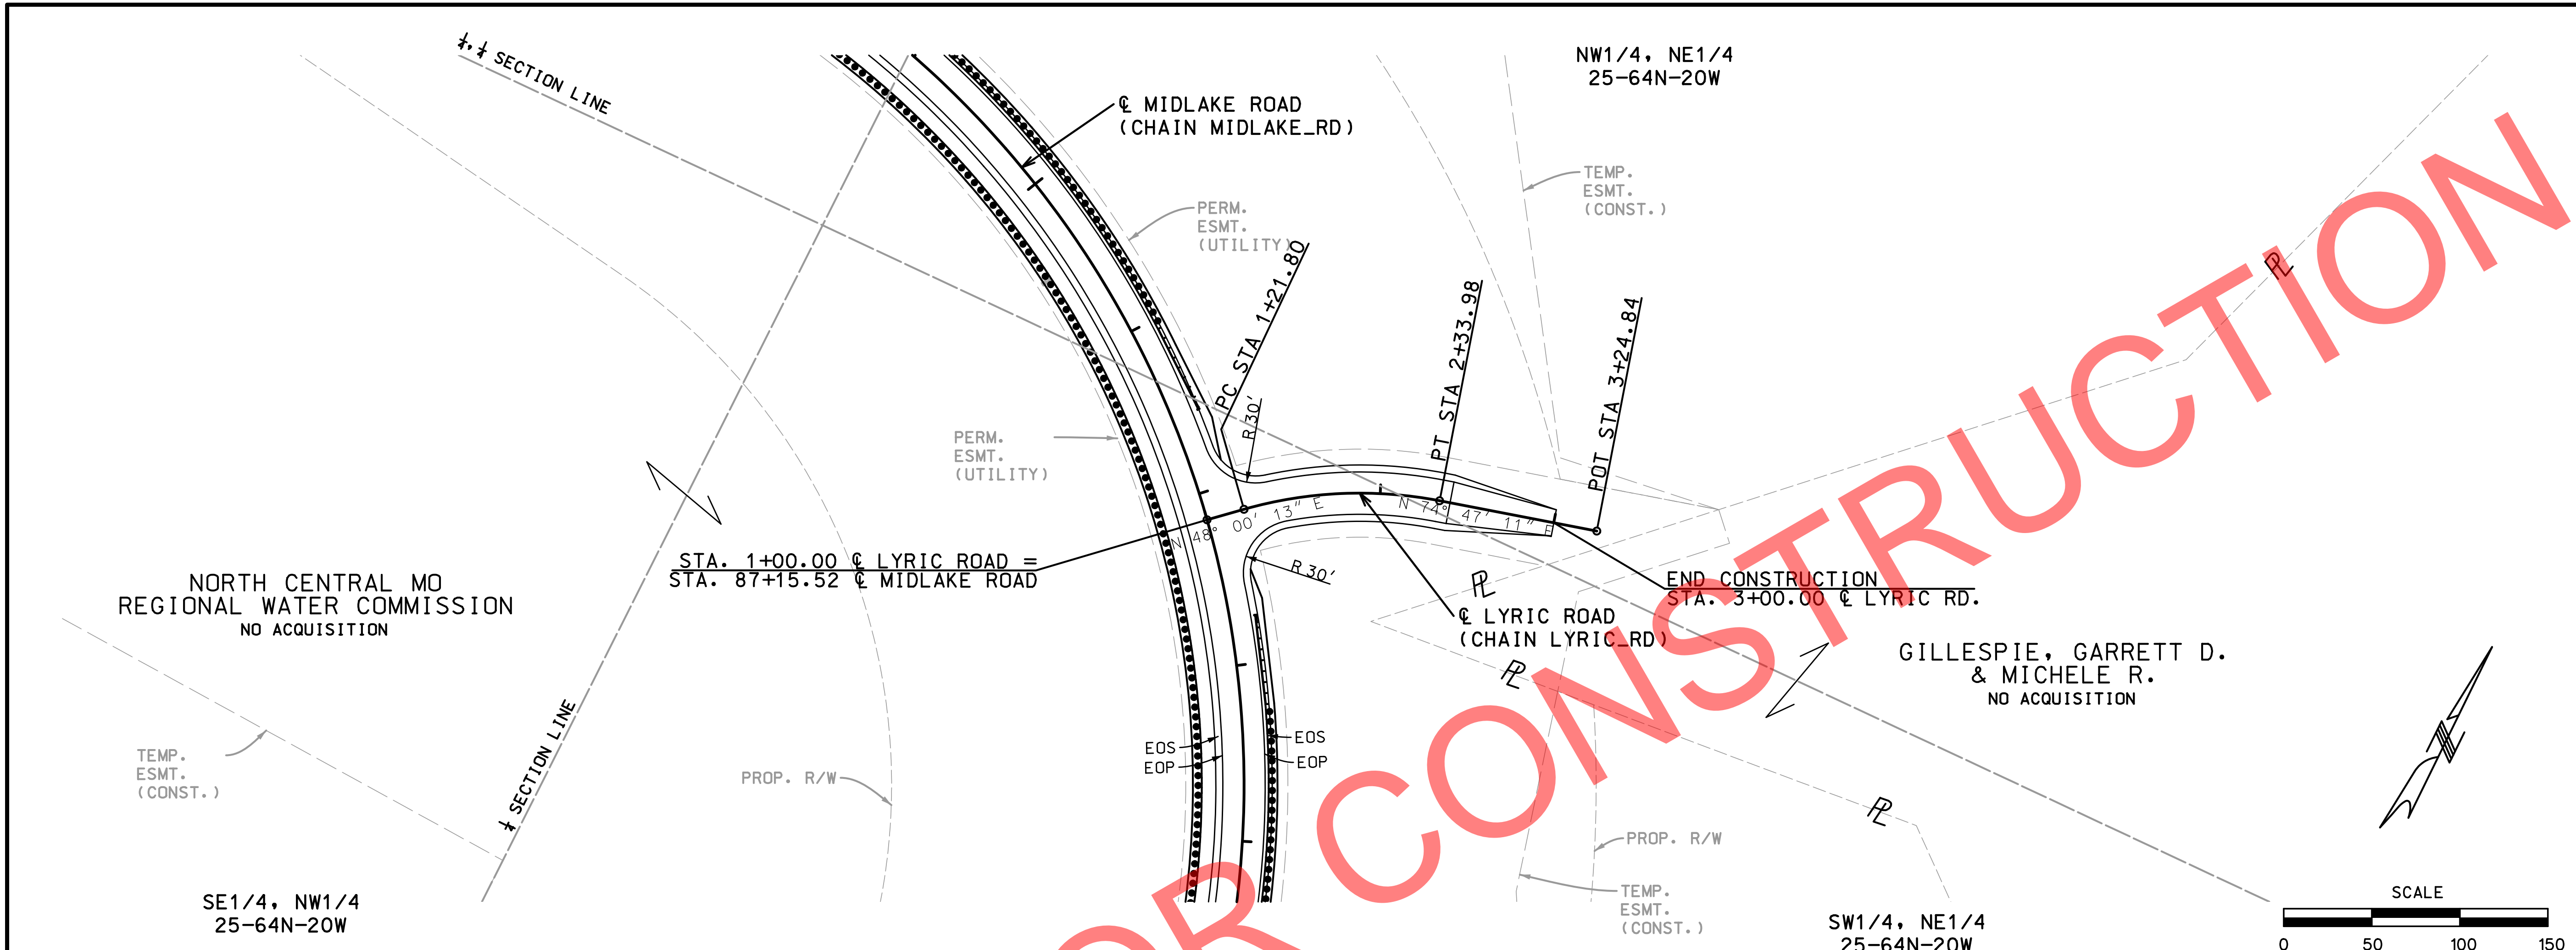 ¼, ¼ SECTION LINE
NW1/4, NE1/4
25-64N-20W
℄ MIDLAKE ROAD
(CHAIN MIDLAKE_RD)
TEMP.
ESMT.
(CONST.)
PERM.
ESMT.
(UTILITY)
PC STA 1+21.80
R 30'
PT STA 2+33.98
POT STA 3+24.84
PERM.
ESMT.
(UTILITY)
N 48° 00' 13" E
N 74° 47' 11" E
STA. 1+00.00 ℄ LYRIC ROAD =
STA. 87+15.52 ℄ MIDLAKE ROAD
R 30'
END CONSTRUCTION
STA. 3+00.00 ℄ LYRIC RD.
℄ LYRIC ROAD
(CHAIN LYRIC_RD)
NORTH CENTRAL MO
REGIONAL WATER COMMISSION
NO ACQUISITION
GILLESPIE, GARRETT D.
& MICHELE R.
NO ACQUISITION
PL
PL
PL
PL
¼ SECTION LINE
TEMP.
ESMT.
(CONST.)
PROP. R/W
EOS
EOP
EOS
EOP
PROP. R/W
TEMP.
ESMT.
(CONST.)
SE1/4, NW1/4
25-64N-20W
SW1/4, NE1/4
25-64N-20W
SCALE
0 50 100 150
OR CONSTRUCTION